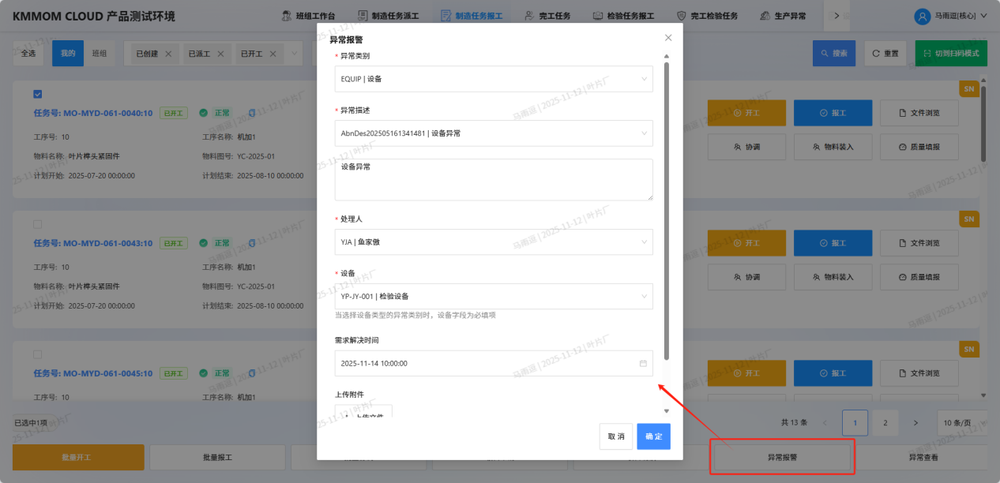 KMMOM CLOUD 产品测试环境
班组工作台
制造任务派工
制造任务报工
完工任务
检验任务报工
完工检验任务
生产异常
马雨逗[核心]
全选
我的
班组
已创建
已派工
已开工
搜索
重置
切到扫码模式
任务号: MO-MYD-061-0040:10
已开工
正常
SN
工序号: 10
工序名称: 机加1
物料名称: 叶片榫头紧固件
物料图号: YC-2025-01
计划开始: 2025-07-20 00:00:00
计划结束: 2025-08-10 00:00:00
开工
报工
文件浏览
协调
物料装入
质量填报
任务号: MO-MYD-061-0043:10
已开工
正常
SN
工序号: 10
工序名称: 机加1
物料名称: 叶片榫头紧固件
物料图号: YC-2025-01
计划开始: 2025-07-20 00:00:00
计划结束: 2025-08-10 00:00:00
开工
报工
文件浏览
协调
物料装入
质量填报
任务号: MO-MYD-061-0045:10
已开工
正常
SN
工序号: 10
工序名称: 机加1
开工
报工
文件浏览
异常报警
* 异常类别
EQUIP | 设备
* 异常描述
AbnDes202505161341481 | 设备异常
设备异常
* 处理人
YJA | 鱼家傲
* 设备
YP-JY-001 | 检验设备
当选择设备类型的异常类别时，设备字段为必填项
需求解决时间
2025-11-14 10:00:00
上传附件
上传文件
取消
确定
已选中1项
共 13 条
1
2
10 条/页
批量开工
批量报工
异常报警
异常查看
马雨逗 | 2025-11-12 | 叶片厂